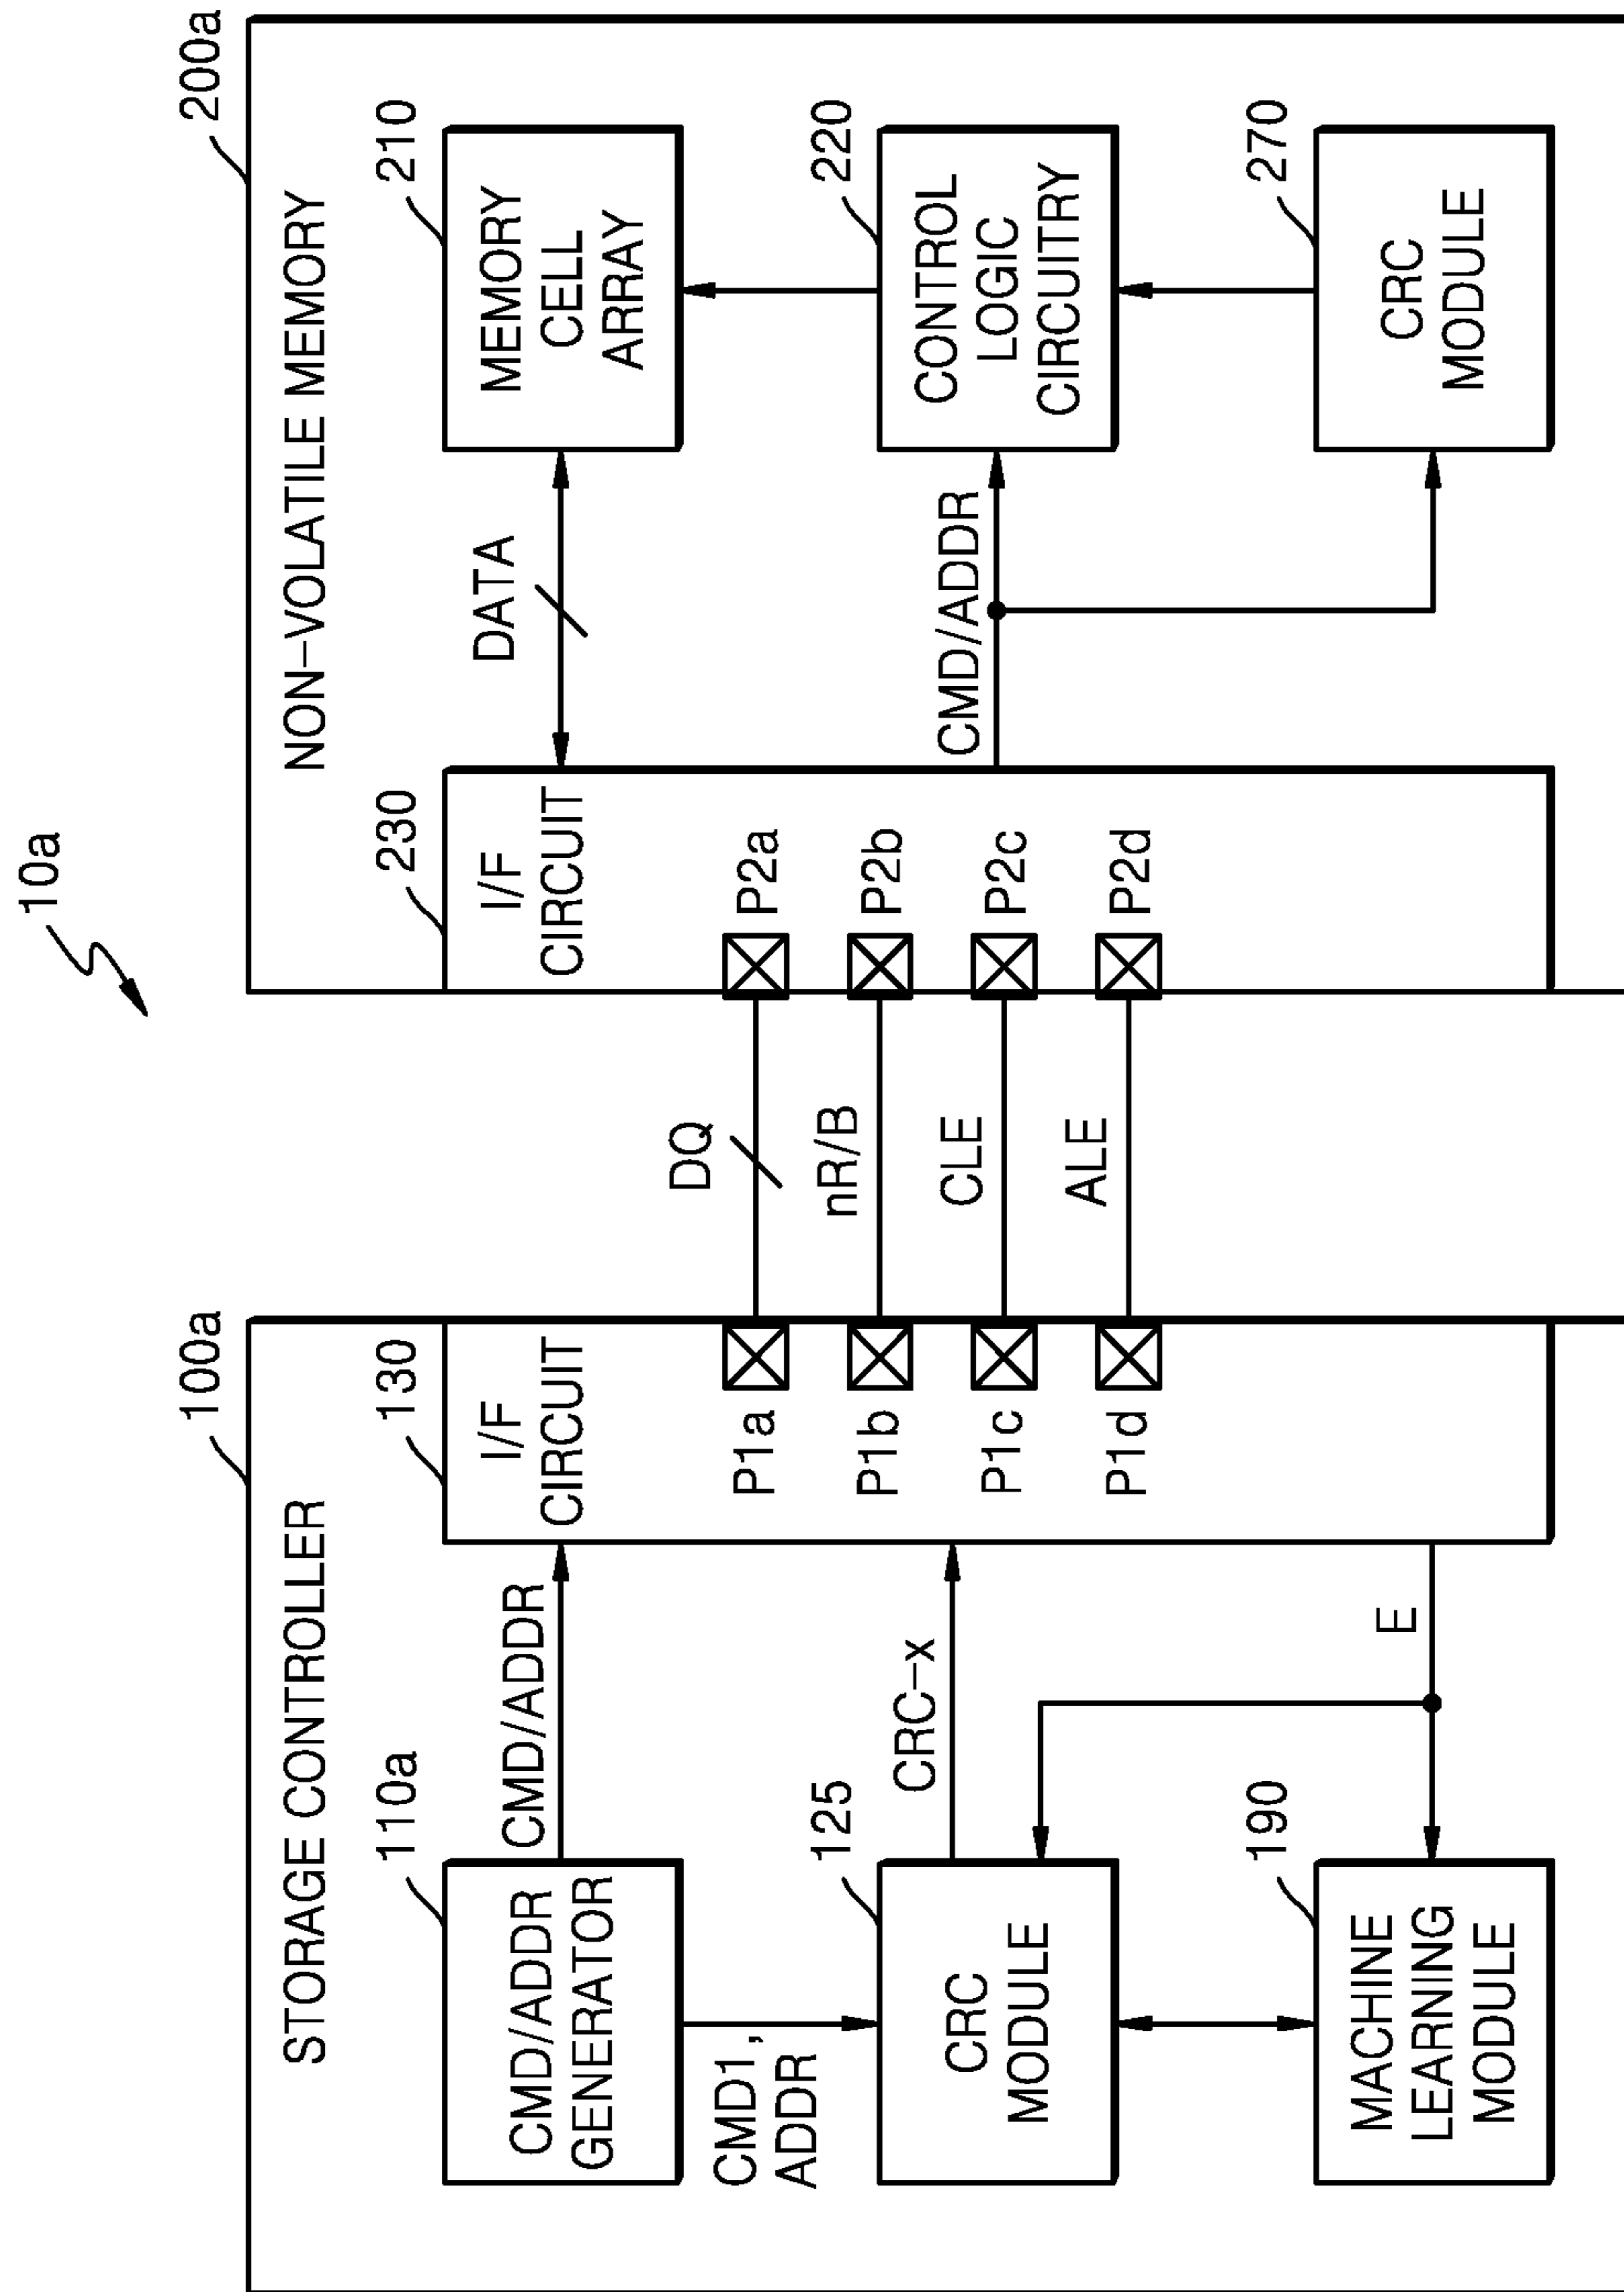 10a
100a
STORAGE CONTROLLER
110a
CMD/ADDR
GENERATOR
CMD/ADDR
CMD1,
ADDR
125
CRC
MODULE
CRC-x
190
MACHINE
LEARNING
MODULE
E
130
I/F
CIRCUIT
P1a
P1b
P1c
P1d
DQ
nR/B
CLE
ALE
200a
NON-VOLATILE MEMORY
230
I/F
CIRCUIT
P2a
P2b
P2c
P2d
DATA
CMD/ADDR
210
MEMORY
CELL
ARRAY
220
CONTROL
LOGIC
CIRCUITRY
270
CRC
MODULE